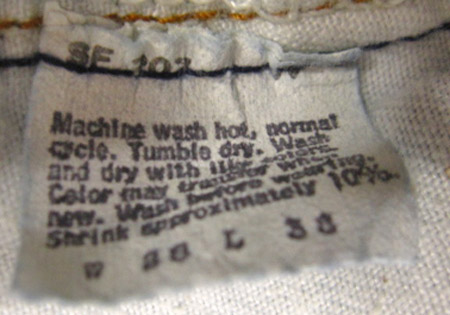 SF 103
Machine wash hot, normal
cycle. Tumble dry. Wash
and dry with like colors.
Color may transfer when
new. Wash before wearing.
Shrink approximately 10%.
W 28 L 38